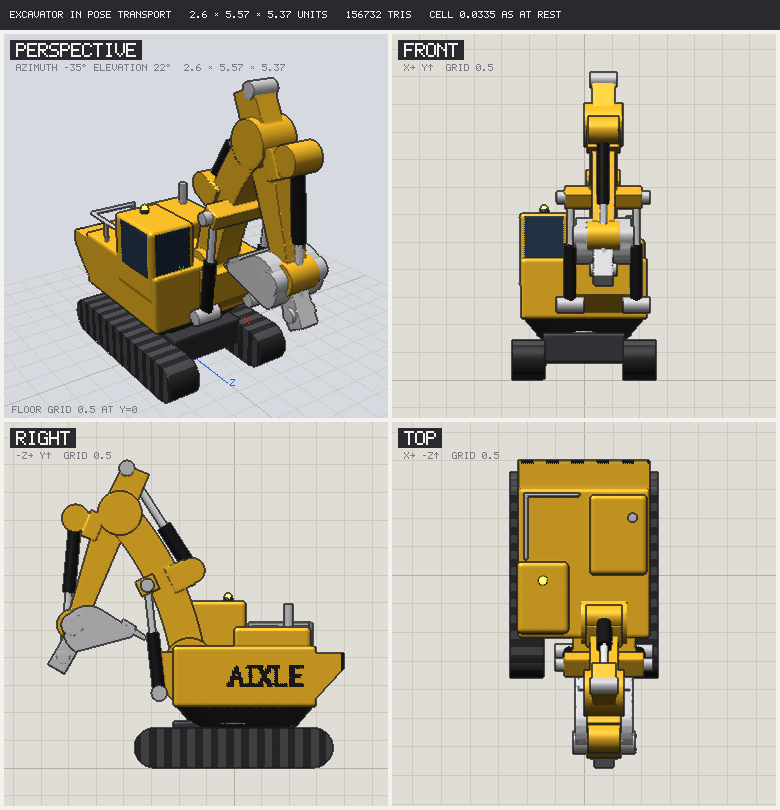 EXCAVATOR IN POSE TRANSPORT 2.6 × 5.57 × 5.37 UNITS 156732 TRIS CELL 0.0335 AS AT REST
PERSPECTIVE
AZIMUTH -35° ELEVATION 22° 2.6 × 5.57 × 5.37
X
Z
FLOOR GRID 0.5 AT Y=0
FRONT
X→ Y↑ GRID 0.5
RIGHT
-Z→ Y↑ GRID 0.5
AIXLE
TOP
X→ -Z↑ GRID 0.5